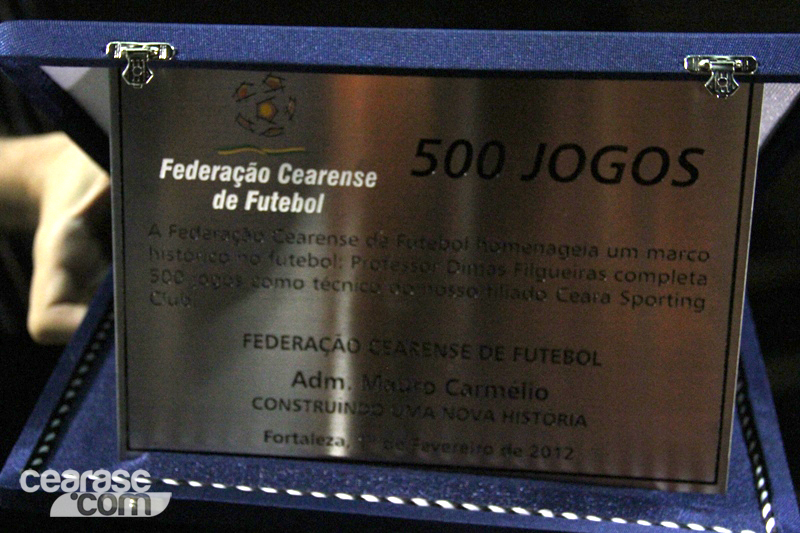 Federação Cearense
de Futebol
500 JOGOS
A Federação Cearense de Futebol homenageia um marco
histórico no futebol: Professor Dimas Filgueiras completa
500 jogos como técnico do nosso filiado Ceará Sporting
Club.
FEDERAÇÃO CEARENSE DE FUTEBOL
Adm. Mauro Carmélio
CONSTRUINDO UMA NOVA HISTÓRIA
Fortaleza, 1º de Fevereiro de 2012
cearase
.com